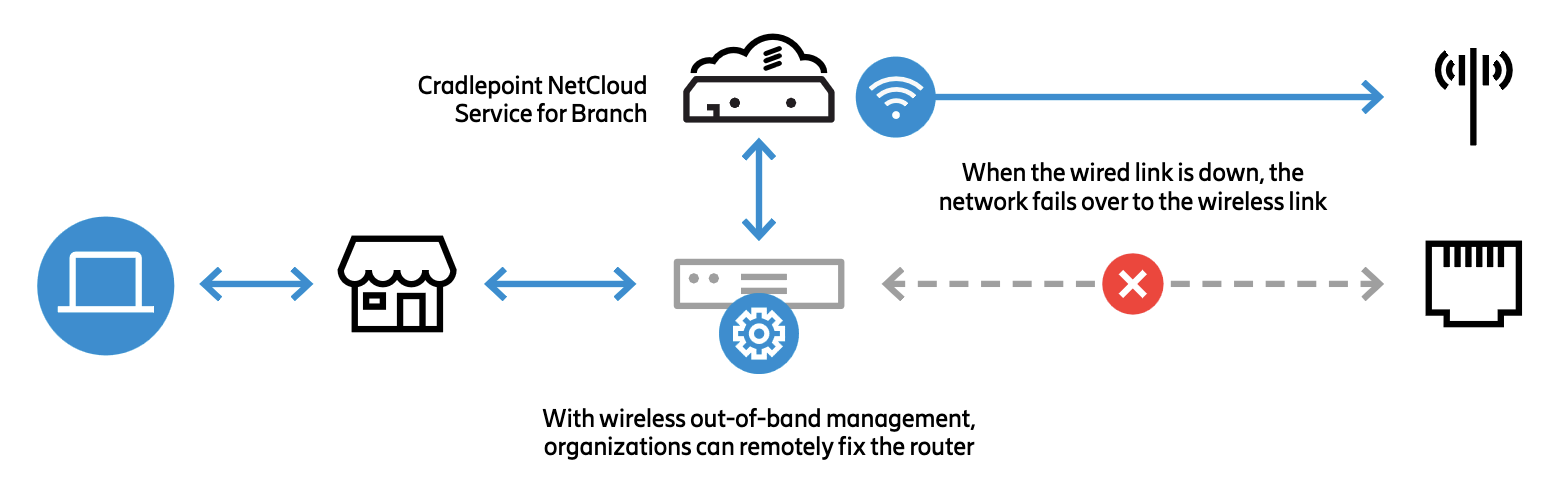 Cradlepoint NetCloud
Service for Branch
When the wired link is down, the
network fails over to the wireless link
With wireless out-of-band management,
organizations can remotely fix the router